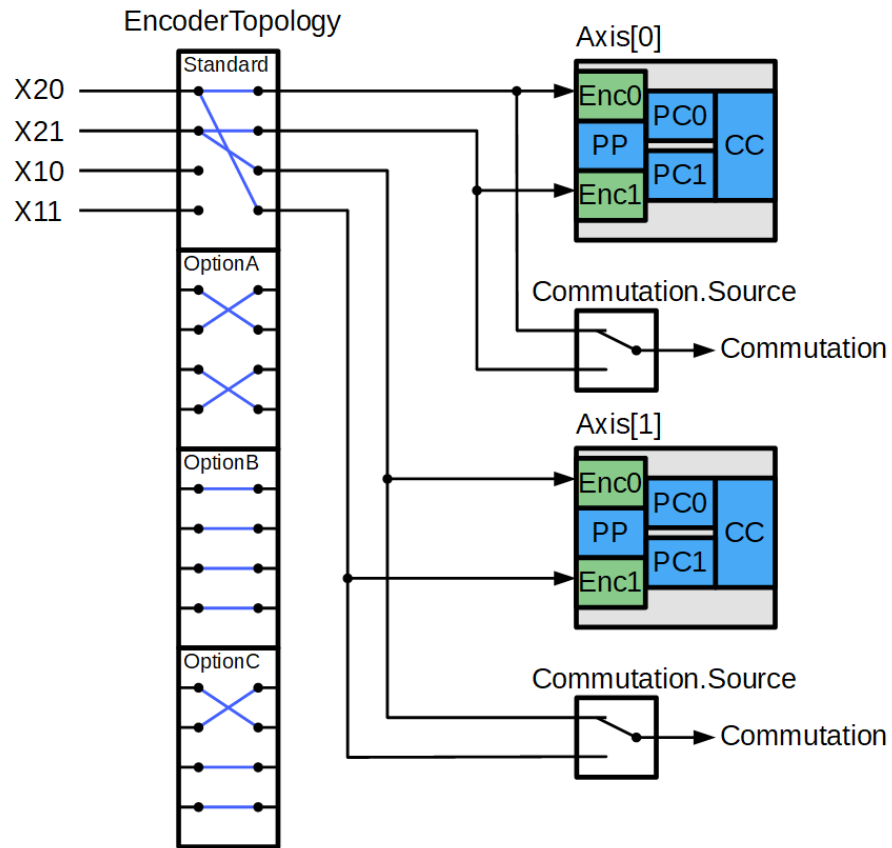 EncoderTopology
Standard
X20
X21
X10
X11
OptionA
OptionB
OptionC
Axis[0]
Enc0
PP
Enc1
PC0
PC1
CC
Commutation.Source
Commutation
Axis[1]
Enc0
PP
Enc1
PC0
PC1
CC
Commutation.Source
Commutation